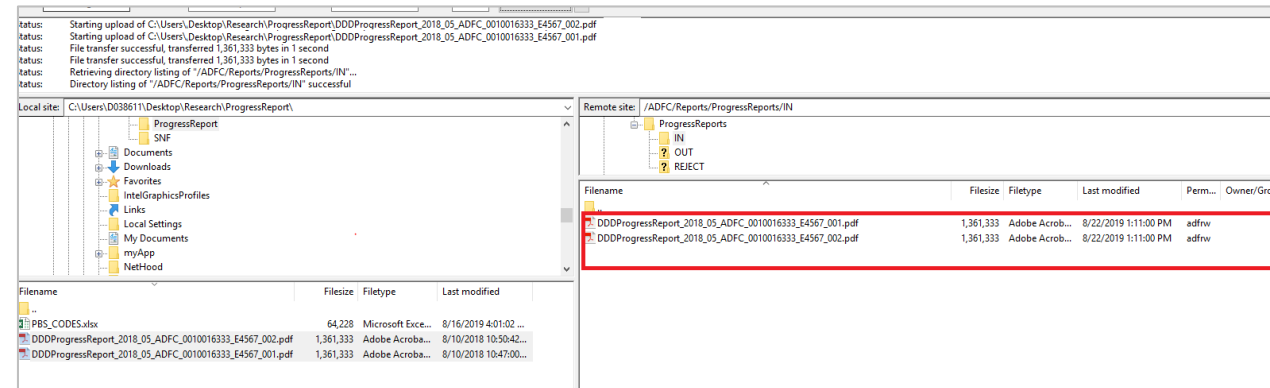 tatus: Starting upload of C:\Users\.Desktop\Research\ProgressReport\DDDProgressReport_2018_05_ADFC_0010016333_E4567_002.pdf
tatus: Starting upload of C:\Users\.Desktop\Research\ProgressReport\DDDProgressReport_2018_05_ADFC_0010016333_E4567_001.pdf
tatus: File transfer successful, transferred 1,361,333 bytes in 1 second
tatus: File transfer successful, transferred 1,361,333 bytes in 1 second
tatus: Retrieving directory listing of "/ADFC/Reports/ProgressReports/IN"...
tatus: Directory listing of "/ADFC/Reports/ProgressReports/IN" successful
Local site: C:\Users\D038611\Desktop\Research\ProgressReport\
ProgressReport
SNF
Documents
Downloads
Favorites
IntelGraphicsProfiles
Links
Local Settings
My Documents
myApp
NetHood
Filename Filesize Filetype Last modified
..
PBS_CODES.xlsx 64,228 Microsoft Exce... 8/16/2019 4:01:02 ...
DDDProgressReport_2018_05_ADFC_0010016333_E4567_002.pdf 1,361,333 Adobe Acroba... 8/10/2018 10:50:42...
DDDProgressReport_2018_05_ADFC_0010016333_E4567_001.pdf 1,361,333 Adobe Acroba... 8/10/2018 10:47:00...
Remote site: /ADFC/Reports/ProgressReports/IN
ProgressReports
IN
? OUT
? REJECT
Filename Filesize Filetype Last modified Perm... Owner/Gro
..
DDDProgressReport_2018_05_ADFC_0010016333_E4567_001.pdf 1,361,333 Adobe Acrob... 8/22/2019 1:11:00 PM adfrw
DDDProgressReport_2018_05_ADFC_0010016333_E4567_002.pdf 1,361,333 Adobe Acrob... 8/22/2019 1:11:00 PM adfrw